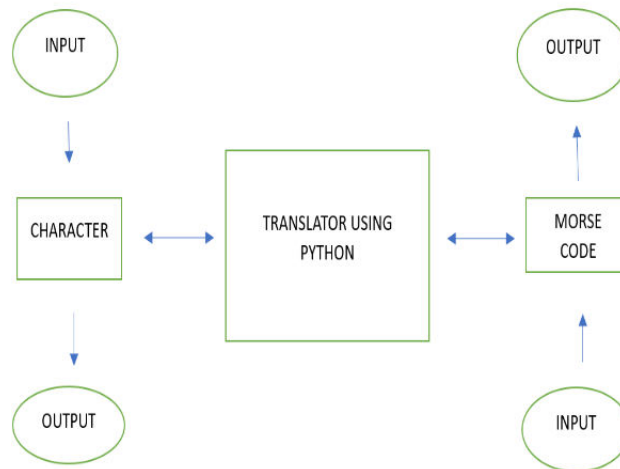 INPUT
OUTPUT
CHARACTER
TRANSLATOR USING
PYTHON
MORSE
CODE
OUTPUT
INPUT